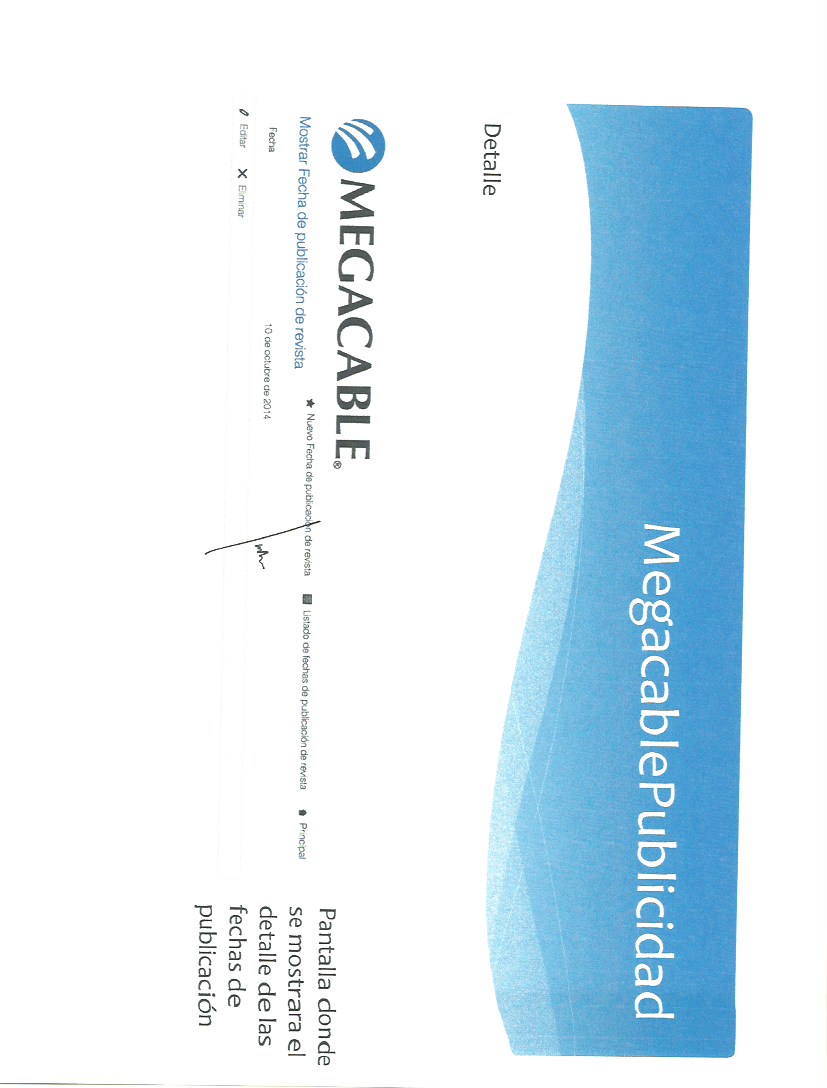 MegacablePublicidad
Detalle
MEGACABLE®
Mostrar Fecha de publicación de revista
Nuevo Fecha de publicación de revista
Listado de fechas de publicación de revista
Principal
Fecha
10 de octubre de 2014
Editar
Eliminar
Pantalla donde
se mostrara el
detalle de las
fechas de
publicación